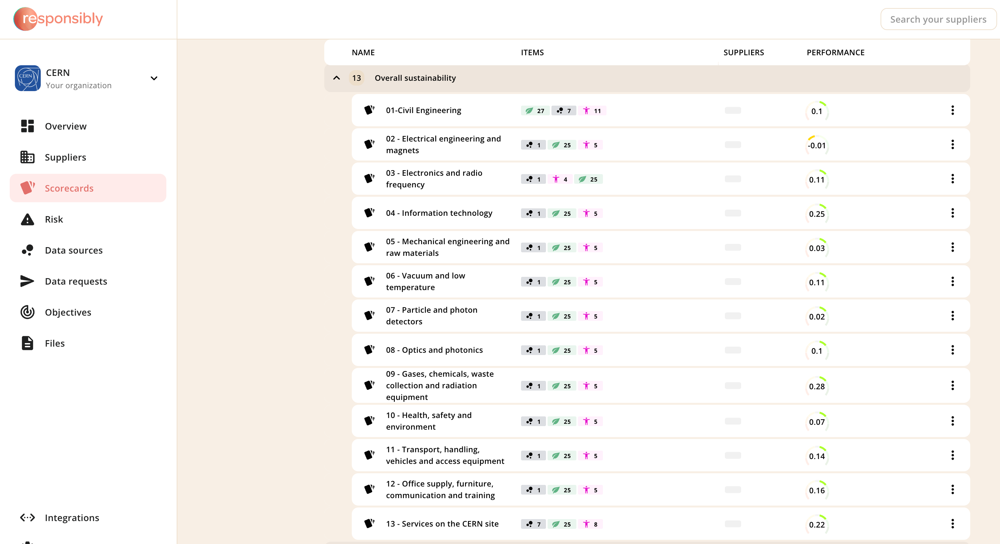 responsibly
Search your suppliers
CERN
CERN
Your organization
Overview
Suppliers
Scorecards
Risk
Data sources
Data requests
Objectives
Files
Integrations
NAME ITEMS SUPPLIERS PERFORMANCE
13 Overall sustainability
01-Civil Engineering 27 7 11 0.1
02 - Electrical engineering and
magnets 1 25 5 -0.01
03 - Electronics and radio
frequency 1 4 25 0.11
04 - Information technology 1 25 5 0.25
05 - Mechanical engineering and
raw materials 1 25 5 0.03
06 - Vacuum and low
temperature 1 25 5 0.11
07 - Particle and photon
detectors 1 25 5 0.02
08 - Optics and photonics 1 25 5 0.1
09 - Gases, chemicals, waste
collection and radiation 1 25 5 0.28
equipment
10 - Health, safety and
environment 1 25 5 0.07
11 - Transport, handling,
vehicles and access equipment 1 25 5 0.14
12 - Office supply, furniture,
communication and training 1 25 5 0.16
13 - Services on the CERN site 7 25 8 0.22